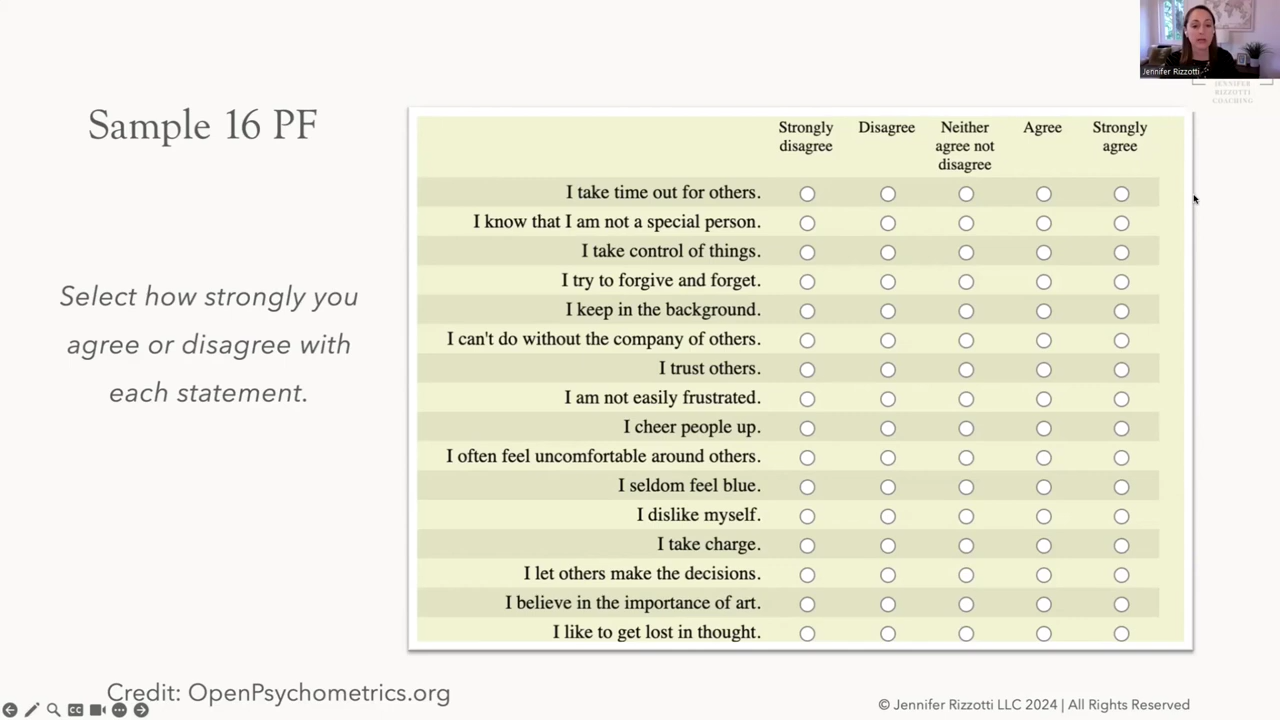 Jennifer Rizzotti
JENNIFER
RIZZOTTI
COACHING
Sample 16 PF
Select how strongly you
agree or disagree with
each statement.
Strongly disagree
Disagree
Neither agree not disagree
Agree
Strongly agree
I take time out for others.
I know that I am not a special person.
I take control of things.
I try to forgive and forget.
I keep in the background.
I can't do without the company of others.
I trust others.
I am not easily frustrated.
I cheer people up.
I often feel uncomfortable around others.
I seldom feel blue.
I dislike myself.
I take charge.
I let others make the decisions.
I believe in the importance of art.
I like to get lost in thought.
Credit: OpenPsychometrics.org
CC
© Jennifer Rizzotti LLC 2024 | All Rights Reserved